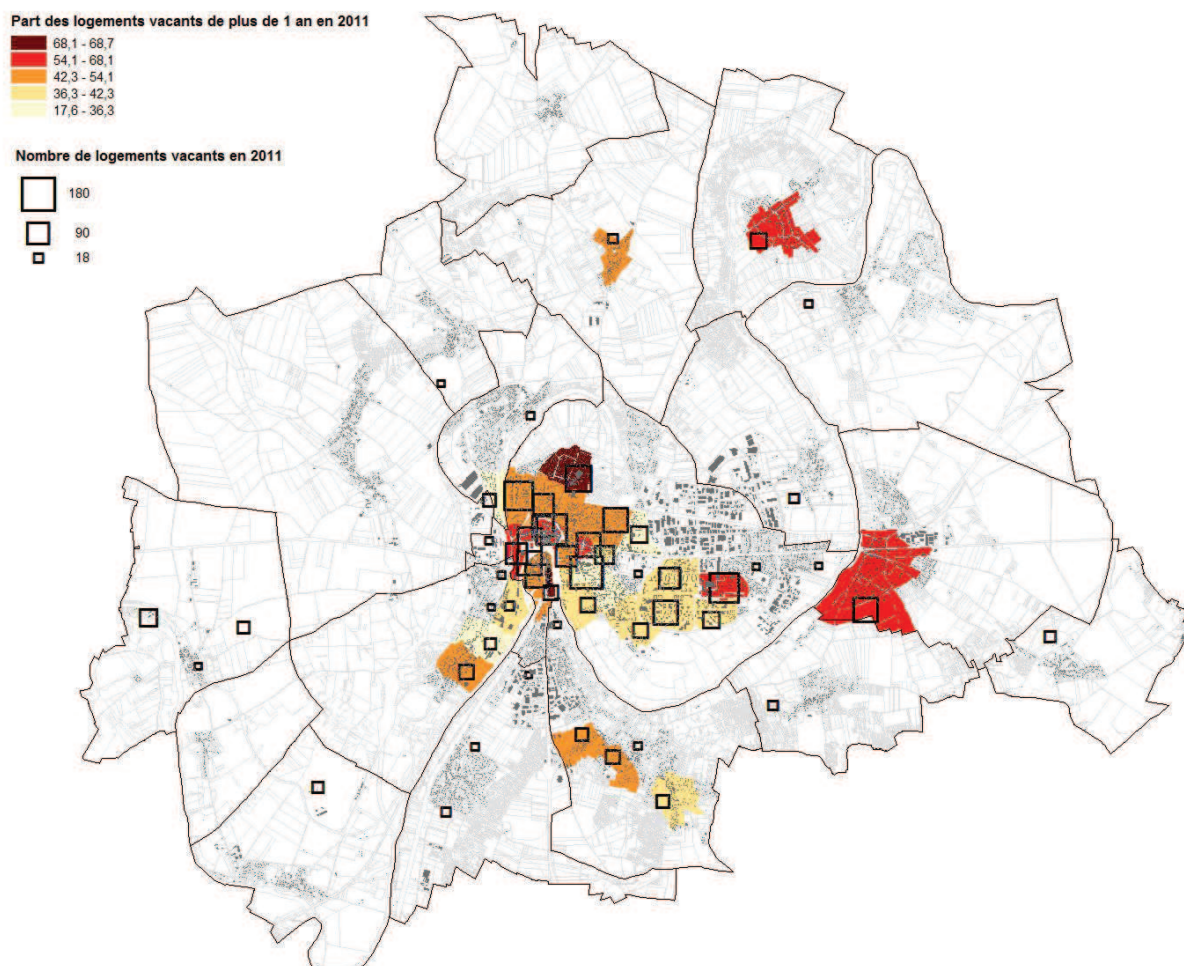 Part des logements vacants de plus de 1 an en 2011
68,1 - 68,7
54,1 - 68,1
42,3 - 54,1
36,3 - 42,3
17,6 - 36,3
Nombre de logements vacants en 2011
180
90
18